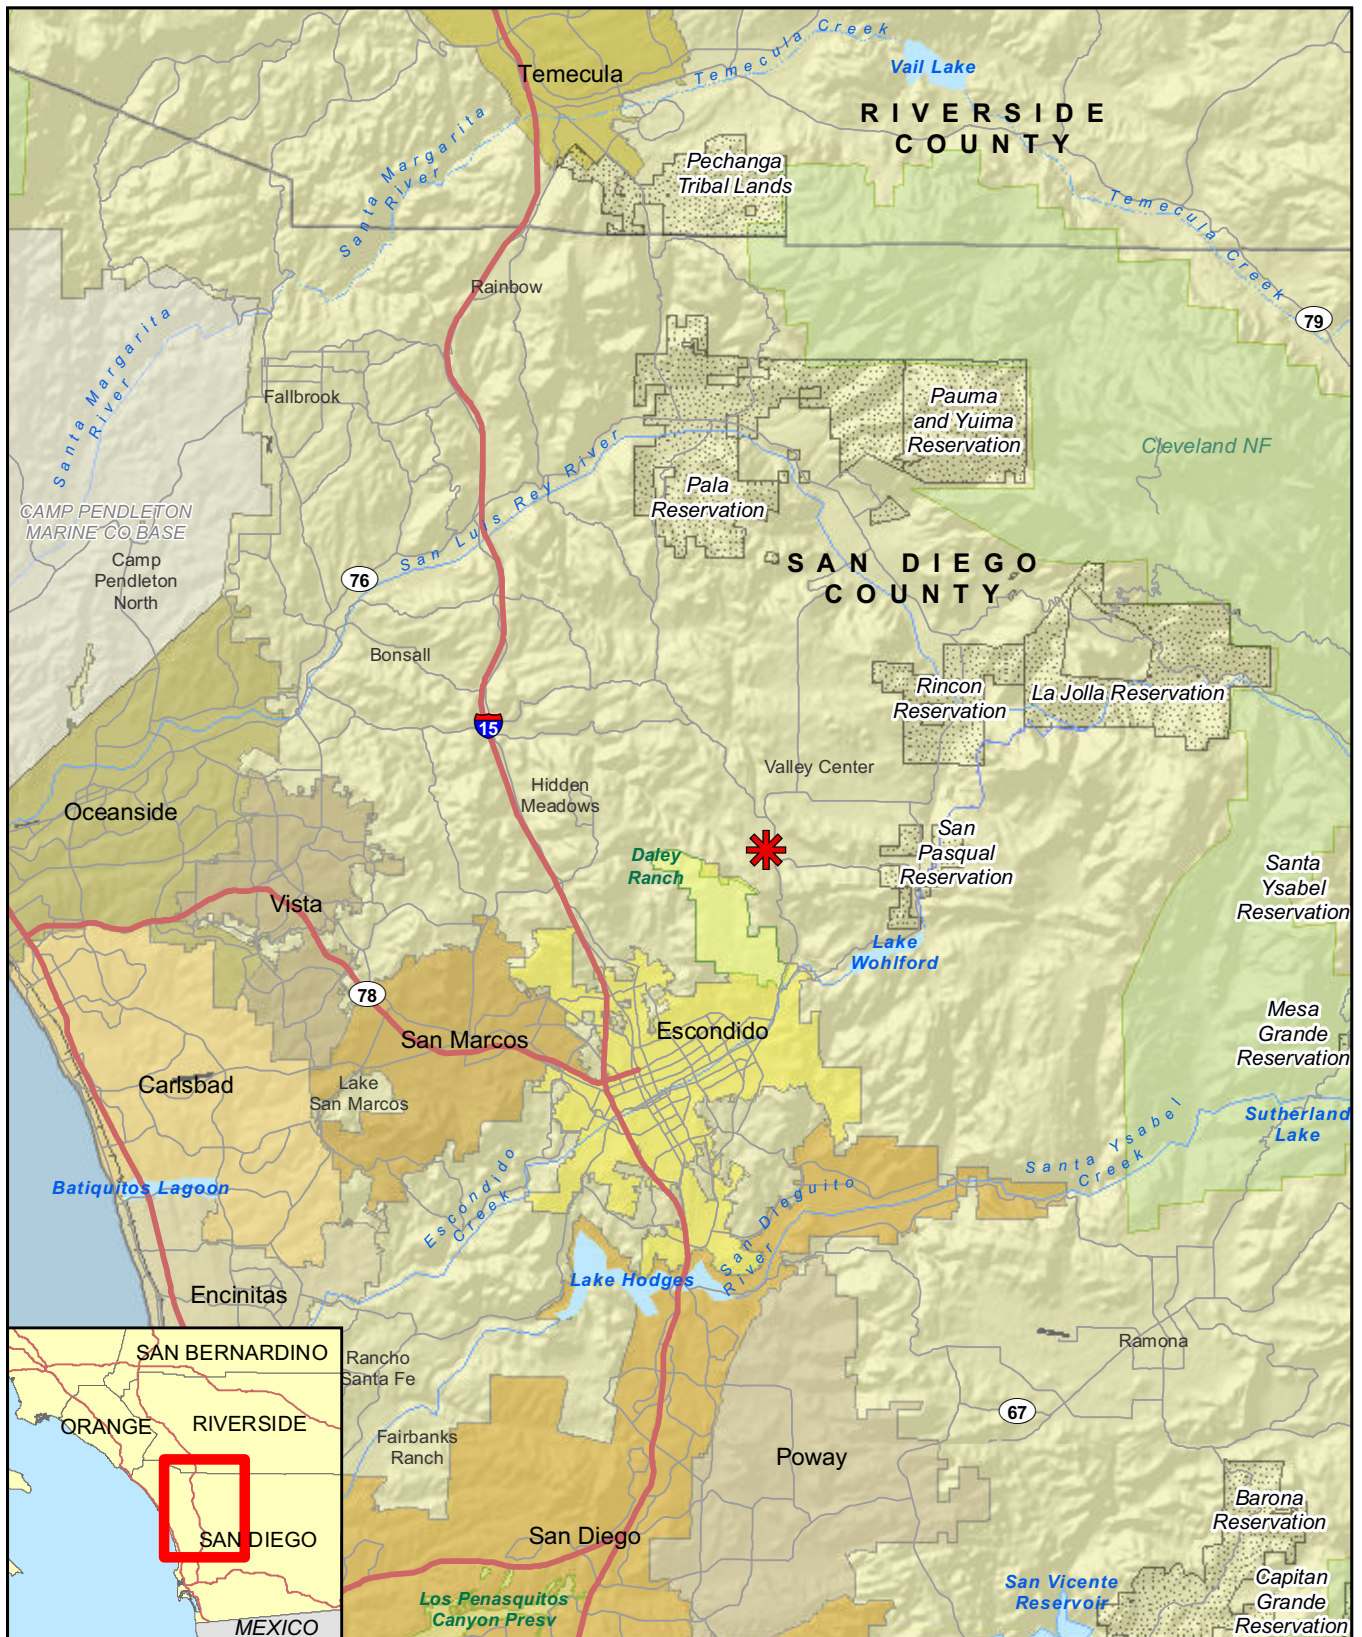 Temecula
Temecula Creek
Vail Lake
RIVERSIDE
COUNTY
Santa Margarita
River
Pechanga
Tribal Lands
Temecula Creek
Rainbow
79
Santa Margarita
River
Fallbrook
Pauma
and Yuima
Reservation
Cleveland NF
San Luis Rey River
Pala
Reservation
CAMP PENDLETON
MARINE CO BASE
Camp
Pendleton
North
76
SAN DIEGO
COUNTY
Bonsall
Rincon
Reservation
La Jolla Reservation
15
Valley Center
Hidden
Meadows
Oceanside
San
Pasqual
Reservation
Daley
Ranch
Santa
Ysabel
Reservation
Vista
Lake
Wohlford
78
San Marcos
Escondido
Mesa
Grande
Reservation
Carlsbad
Lake
San Marcos
Sutherland
Lake
Santa Ysabel
Creek
Batiquitos Lagoon
Escondido
Creek
San Dieguito
River
Lake Hodges
Encinitas
Ramona
Rancho
Santa Fe
67
Fairbanks
Ranch
Poway
Barona
Reservation
San Diego
San Vicente
Reservoir
Capitan
Grande
Reservation
Los Penasquitos
Canyon Presv
SAN BERNARDINO
ORANGE
RIVERSIDE
SAN DIEGO
MEXICO